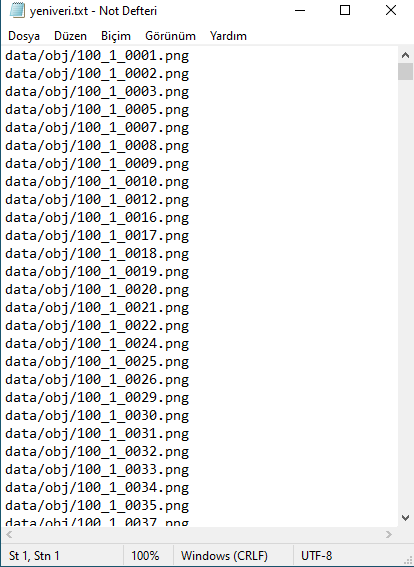 yeniveri.txt - Not Defteri
Dosya Düzen Biçim Görünüm Yardım
data/obj/100_1_0001.png
data/obj/100_1_0002.png
data/obj/100_1_0003.png
data/obj/100_1_0005.png
data/obj/100_1_0007.png
data/obj/100_1_0008.png
data/obj/100_1_0009.png
data/obj/100_1_0010.png
data/obj/100_1_0012.png
data/obj/100_1_0016.png
data/obj/100_1_0017.png
data/obj/100_1_0018.png
data/obj/100_1_0019.png
data/obj/100_1_0020.png
data/obj/100_1_0021.png
data/obj/100_1_0022.png
data/obj/100_1_0024.png
data/obj/100_1_0025.png
data/obj/100_1_0026.png
data/obj/100_1_0029.png
data/obj/100_1_0030.png
data/obj/100_1_0031.png
data/obj/100_1_0032.png
data/obj/100_1_0033.png
data/obj/100_1_0034.png
data/obj/100_1_0035.png
data/obj/100_1_0037.png
St 1, Stn 1 100% Windows (CRLF) UTF-8